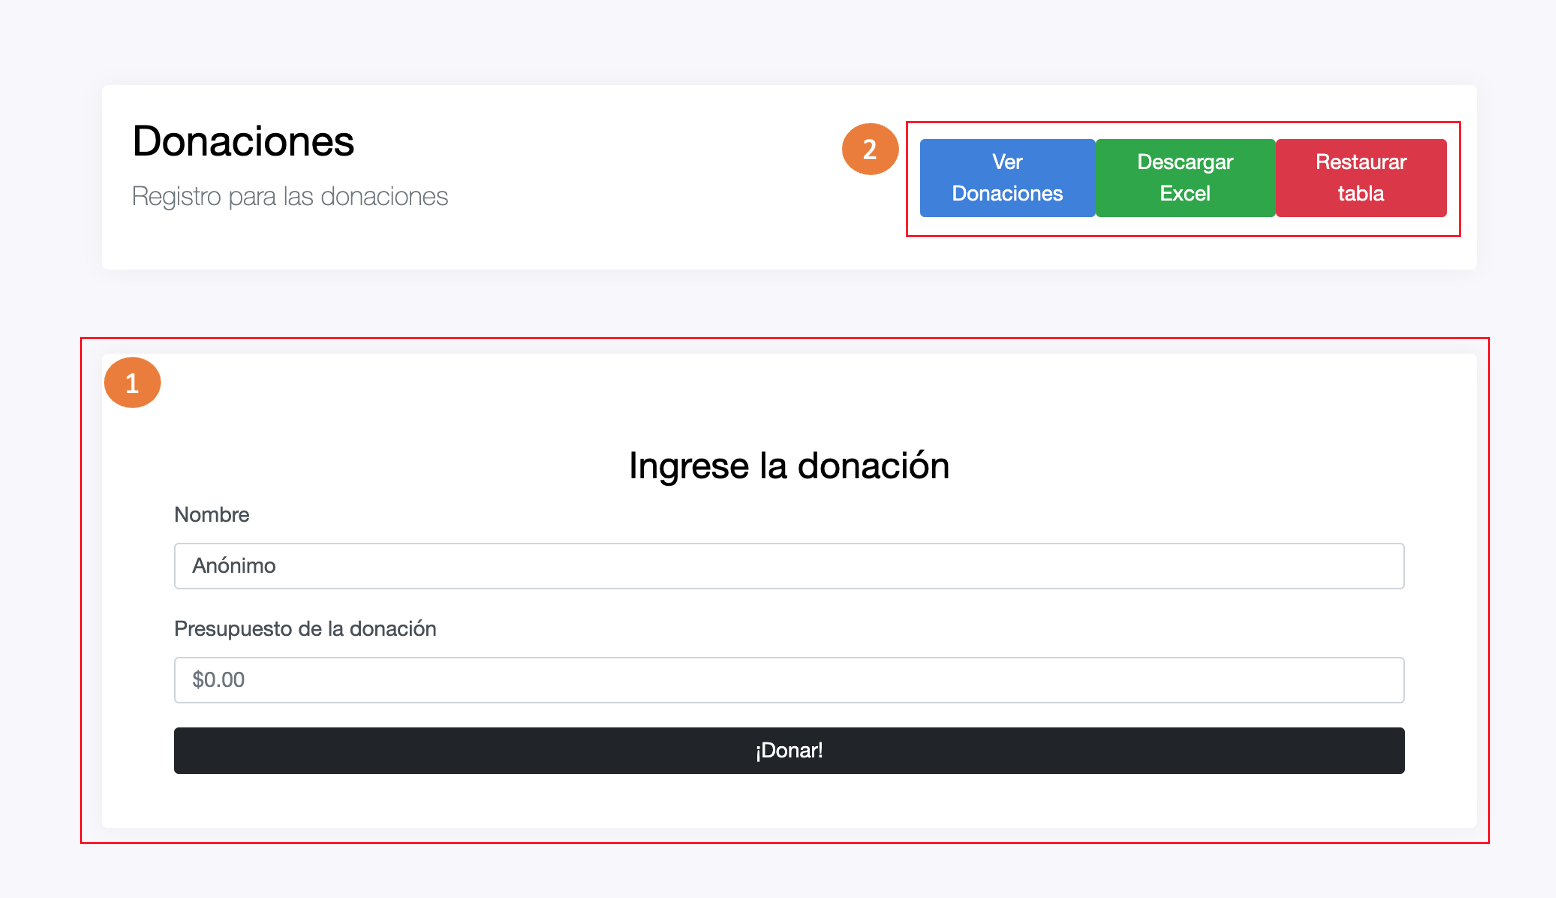 Donaciones
Registro para las donaciones
2
Ver
Donaciones
Descargar
Excel
Restaurar
tabla
1
Ingrese la donación
Nombre
Anónimo
Presupuesto de la donación
$0.00
¡Donar!